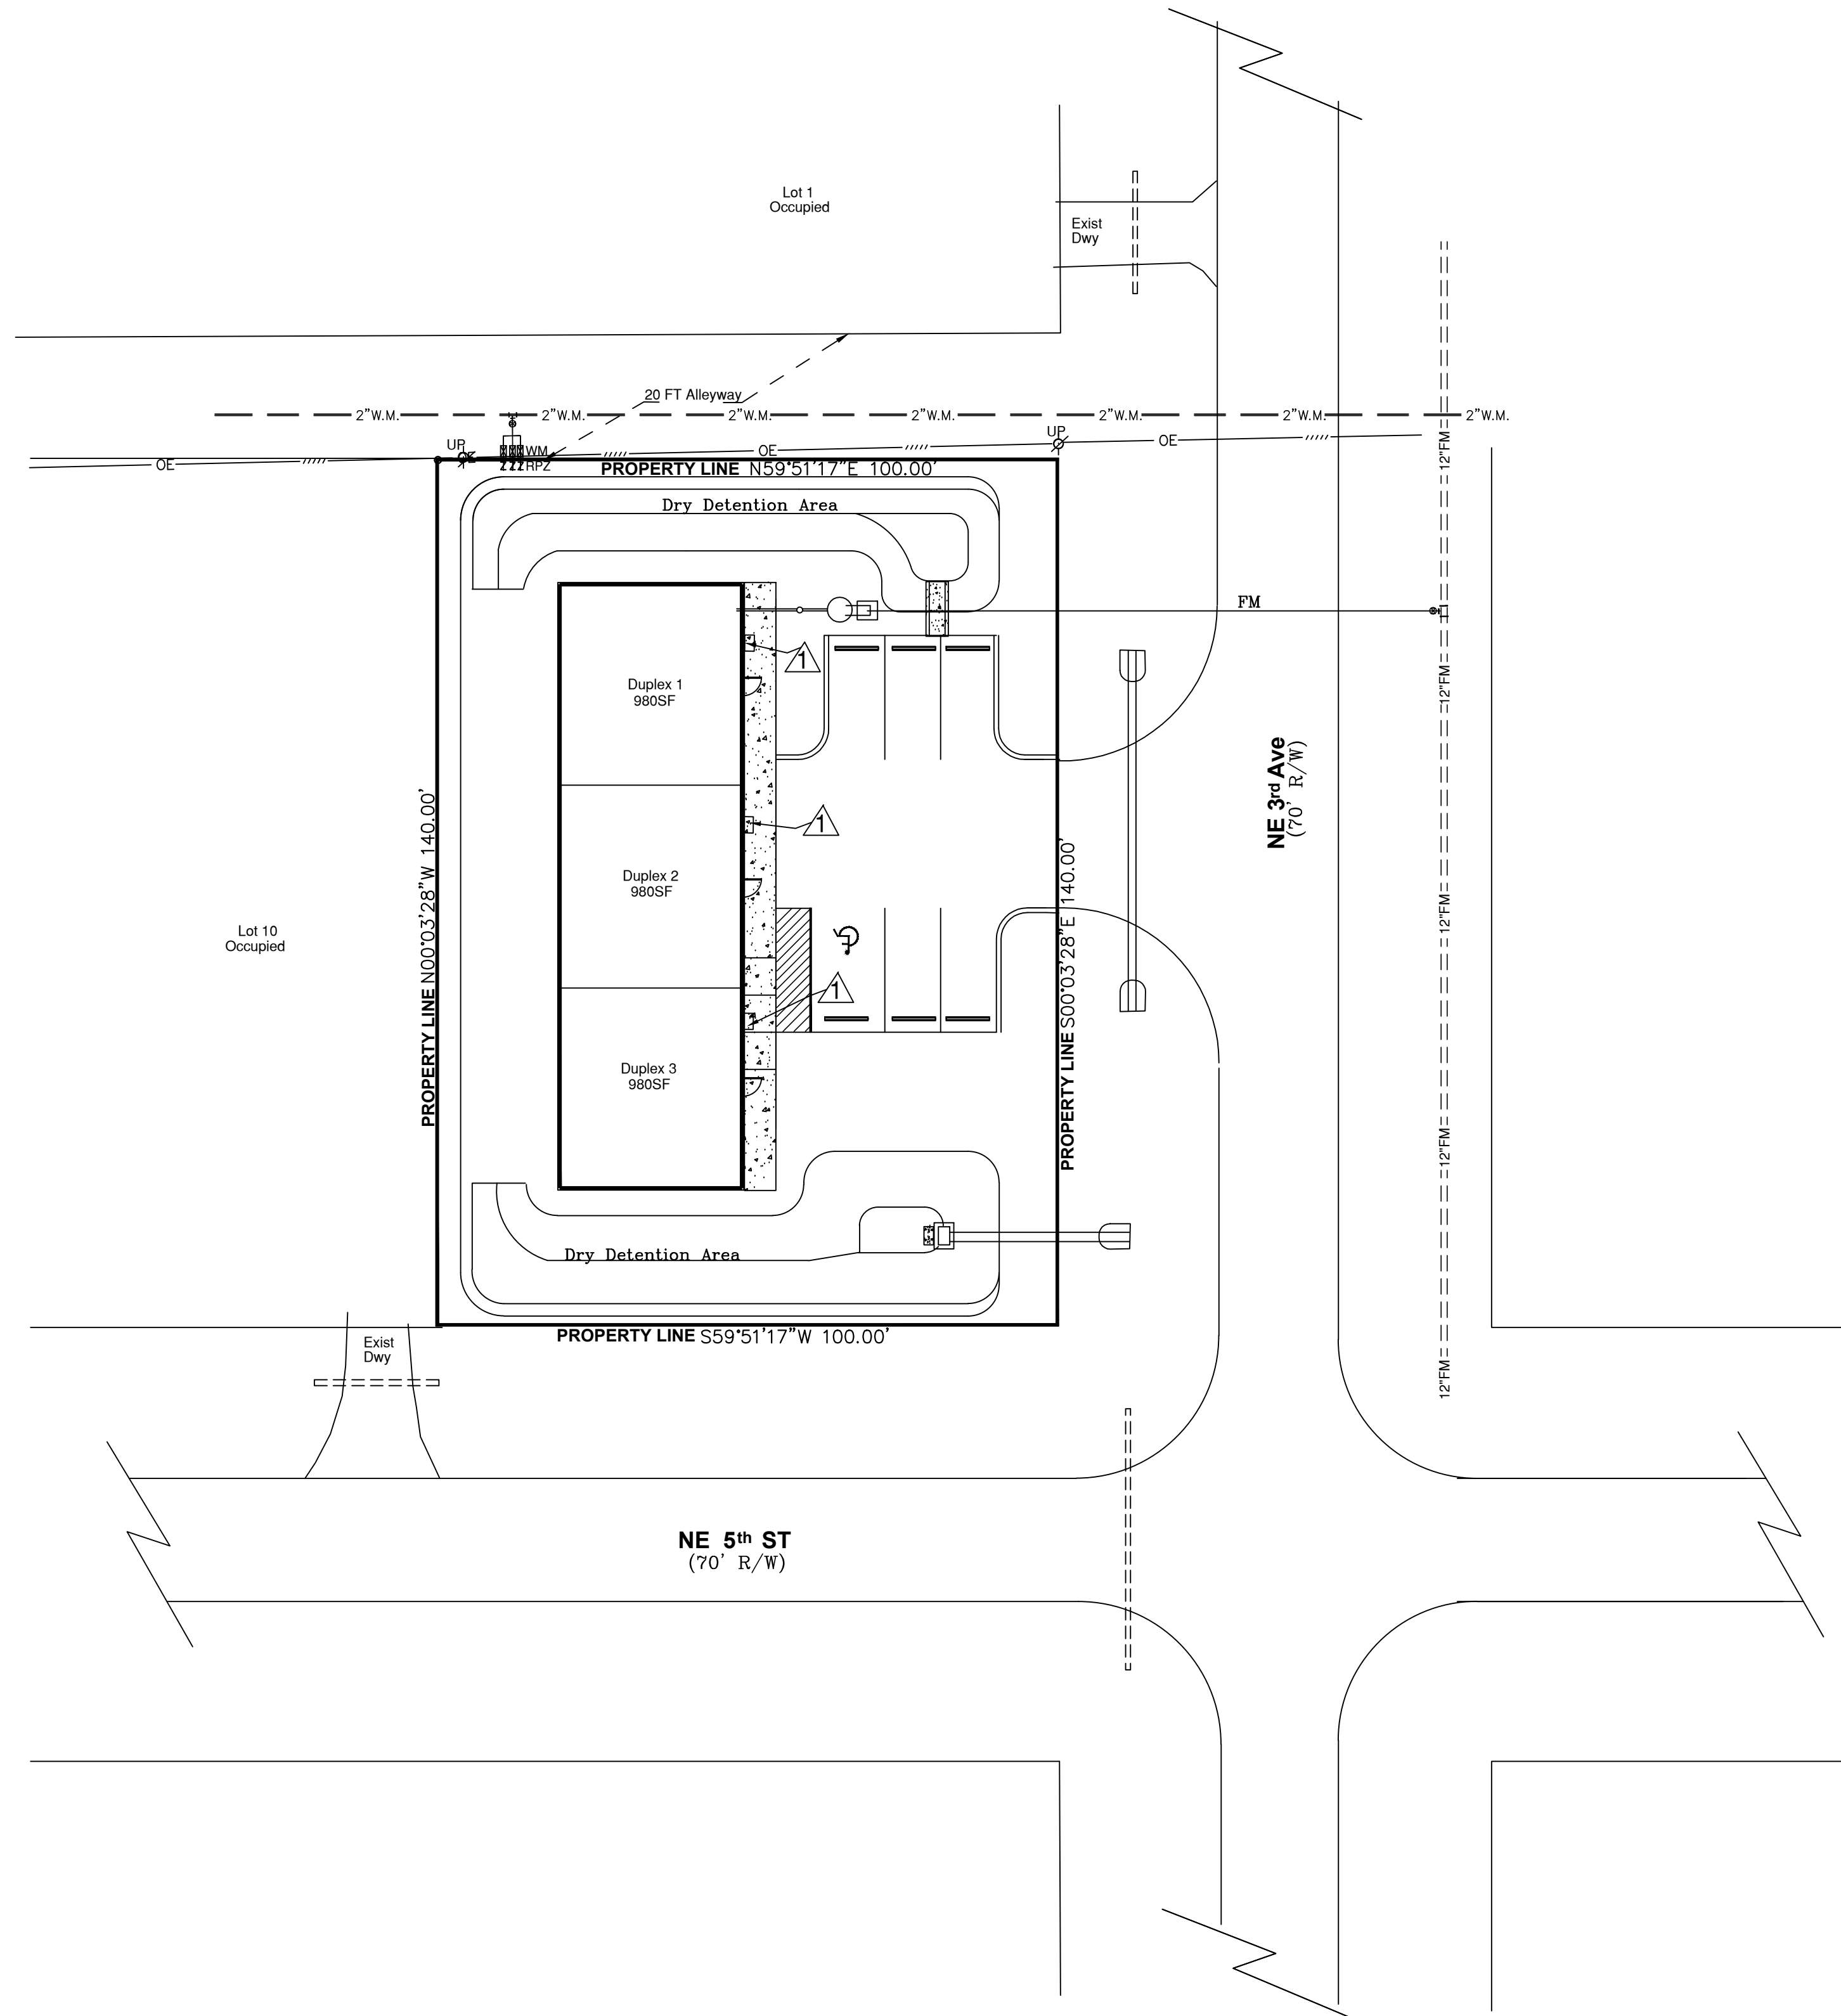 Lot 1
Occupied
Exist
Dwy
20 FT Alleyway
2"W.M.
2"W.M.
2"W.M.
2"W.M.
2"W.M.
2"W.M.
2"W.M.
UP
UP
OE
OE
OE
WM
RPZ
PROPERTY LINE N59°51'17"E 100.00'
Dry Detention Area
12"FM
FM
12"FM
Duplex 1
980SF
1
NE 3rd Ave
(70' R/W)
PROPERTY LINE N00°03'28"W 140.00'
1
Duplex 2
980SF
PROPERTY LINE S00°03'28"E 140.00'
12"FM
Lot 10
Occupied
1
Duplex 3
980SF
12"FM
Dry Detention Area
PROPERTY LINE S59°51'17"W 100.00'
Exist
Dwy
12"FM
NE 5th ST
(70' R/W)